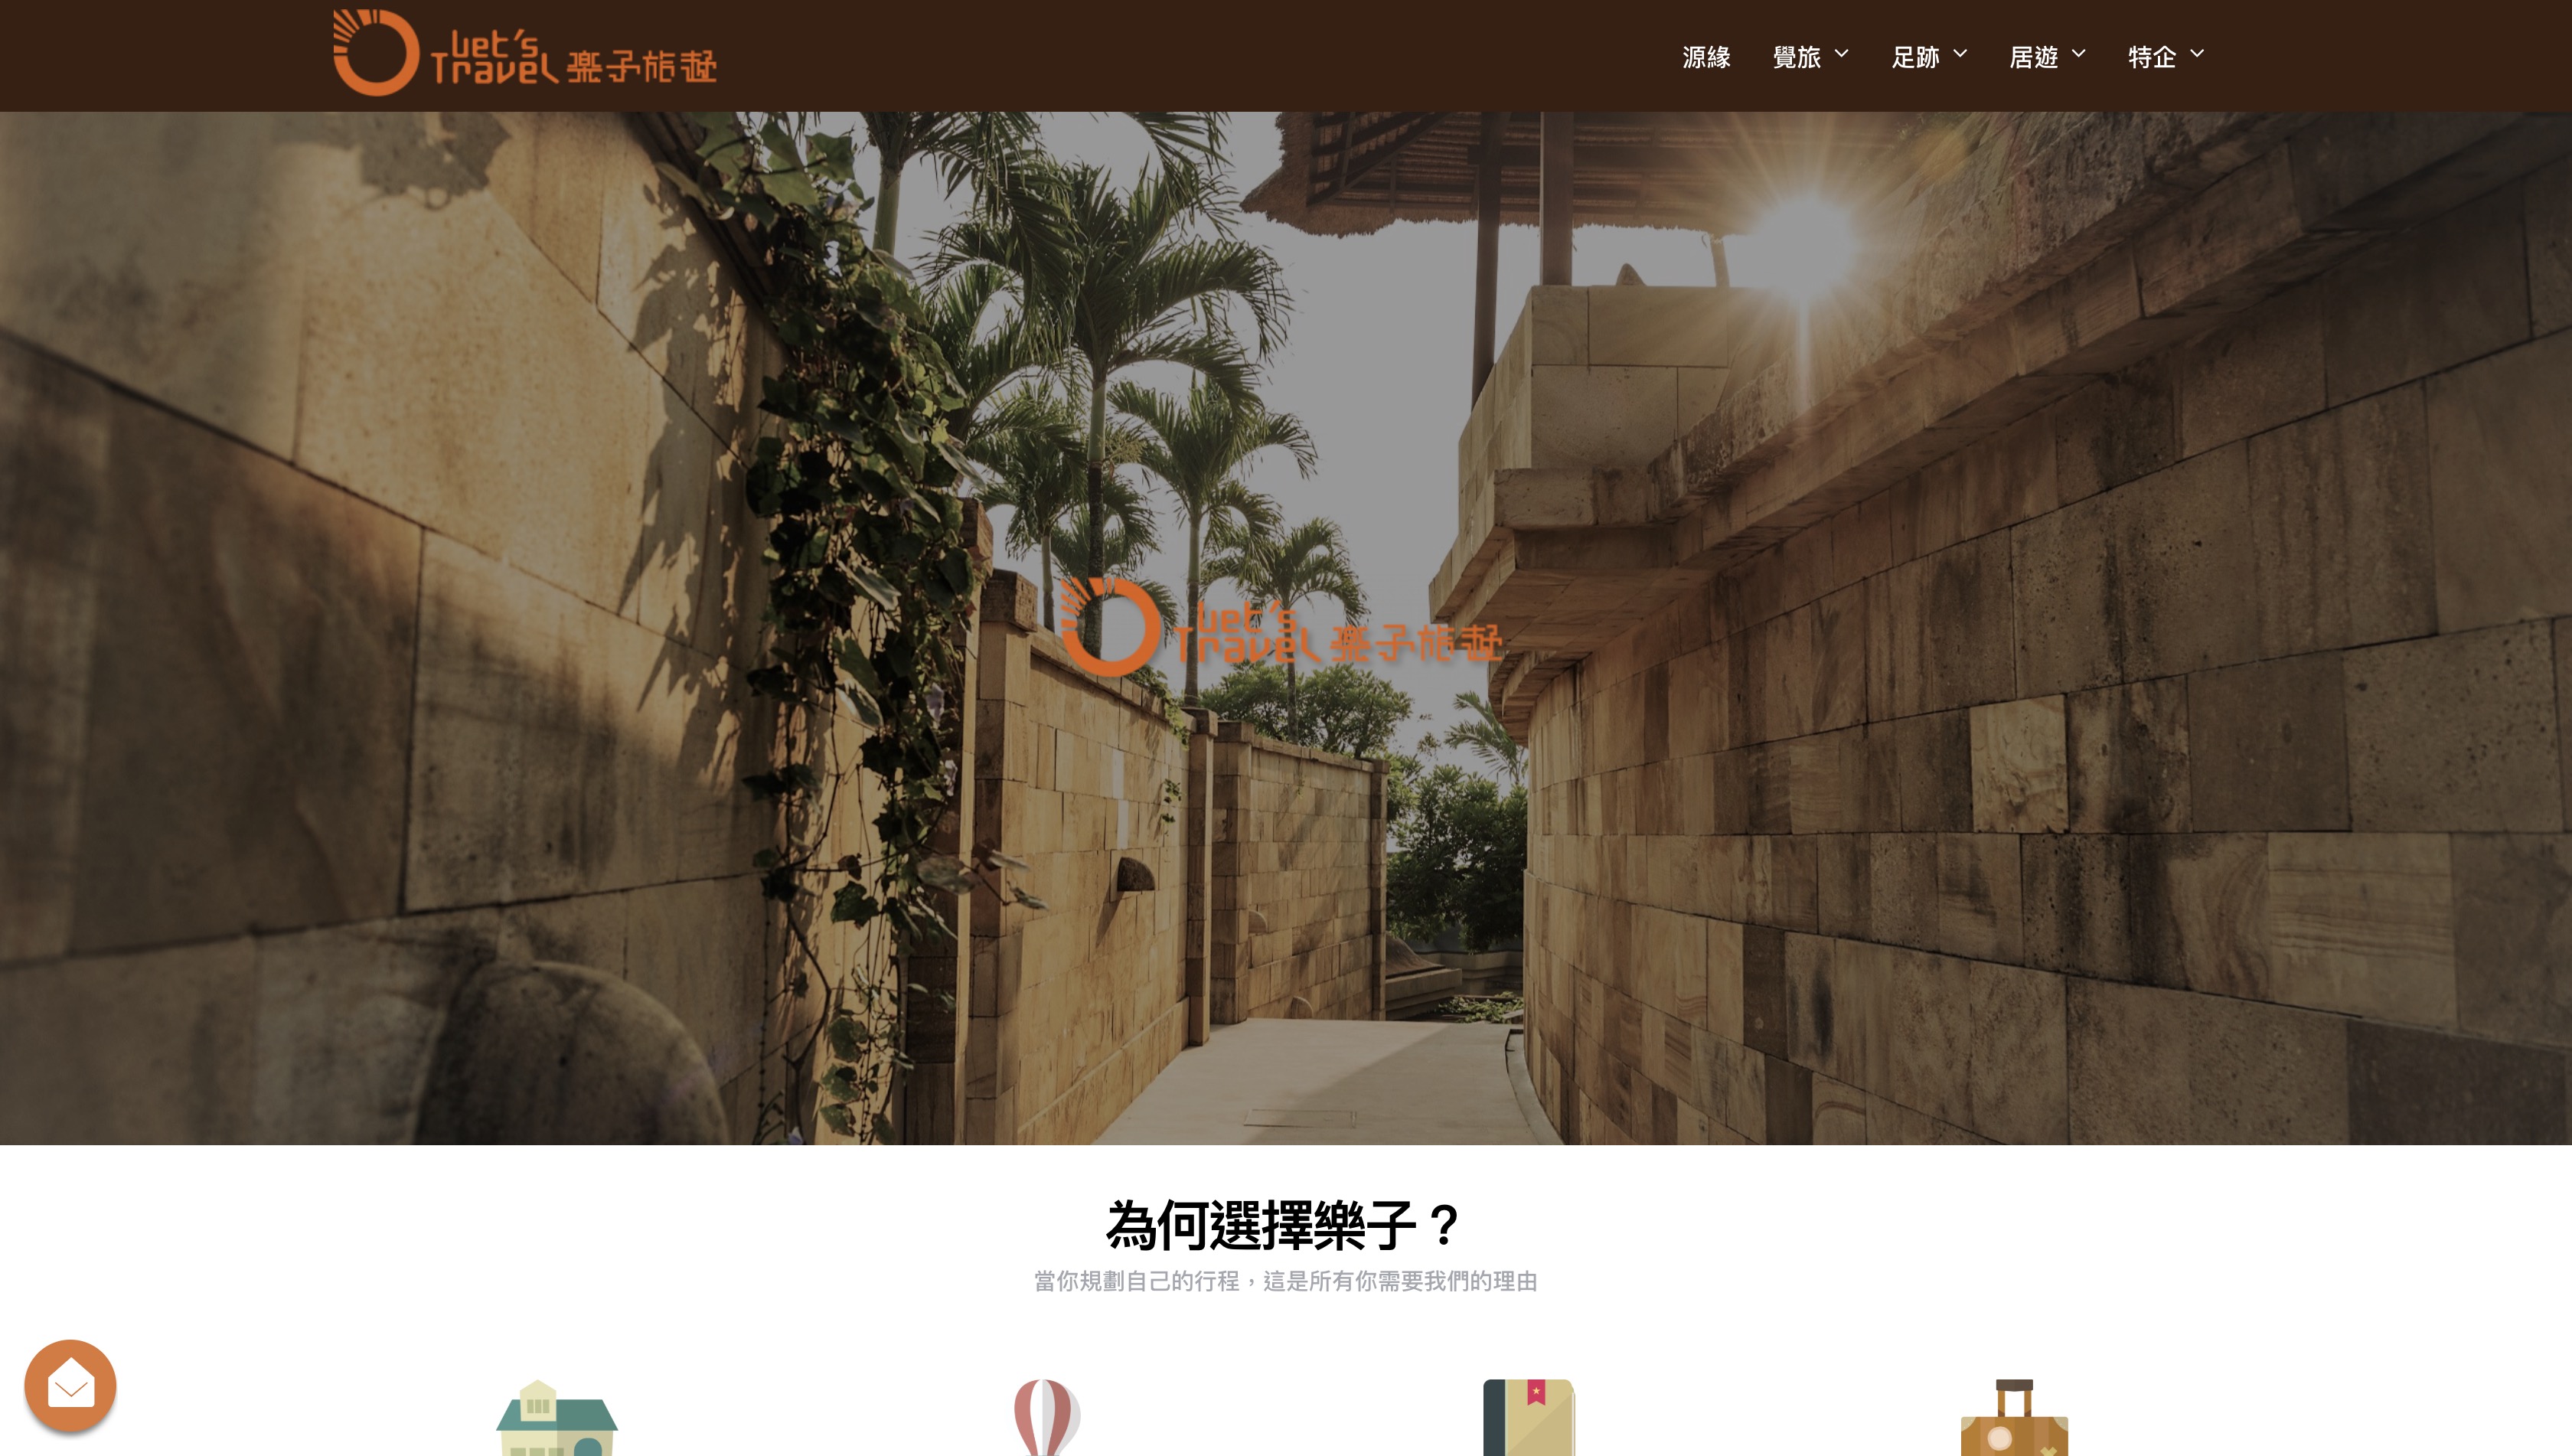 Let's
Travel 樂子旅遊
源緣 覺旅 足跡 居遊 特企
Let's
Travel 樂子旅遊
為何選擇樂子？
當你規劃自己的行程，這是所有你需要我們的理由